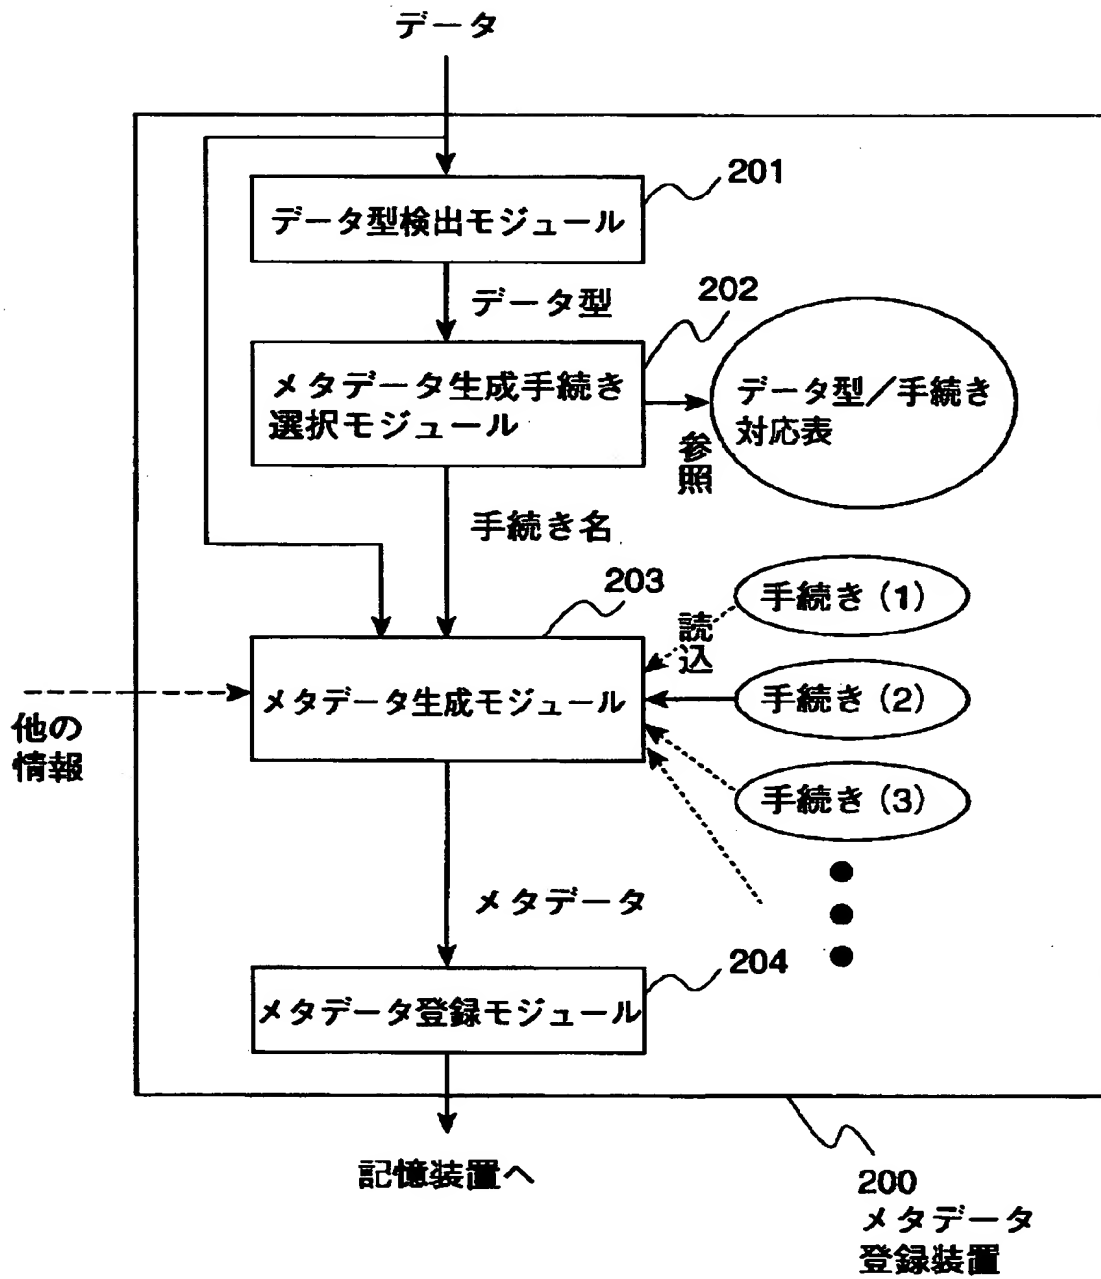 データ
201
データ型検出モジュール
データ型
202
メタデータ生成手続き
選択モジュール
参照
データ型／手続き
対応表
手続き名
203
手続き（1）
読込
他の
情報
メタデータ生成モジュール
手続き（2）
手続き（3）
メタデータ
204
メタデータ登録モジュール
記憶装置へ
200
メタデータ
登録装置